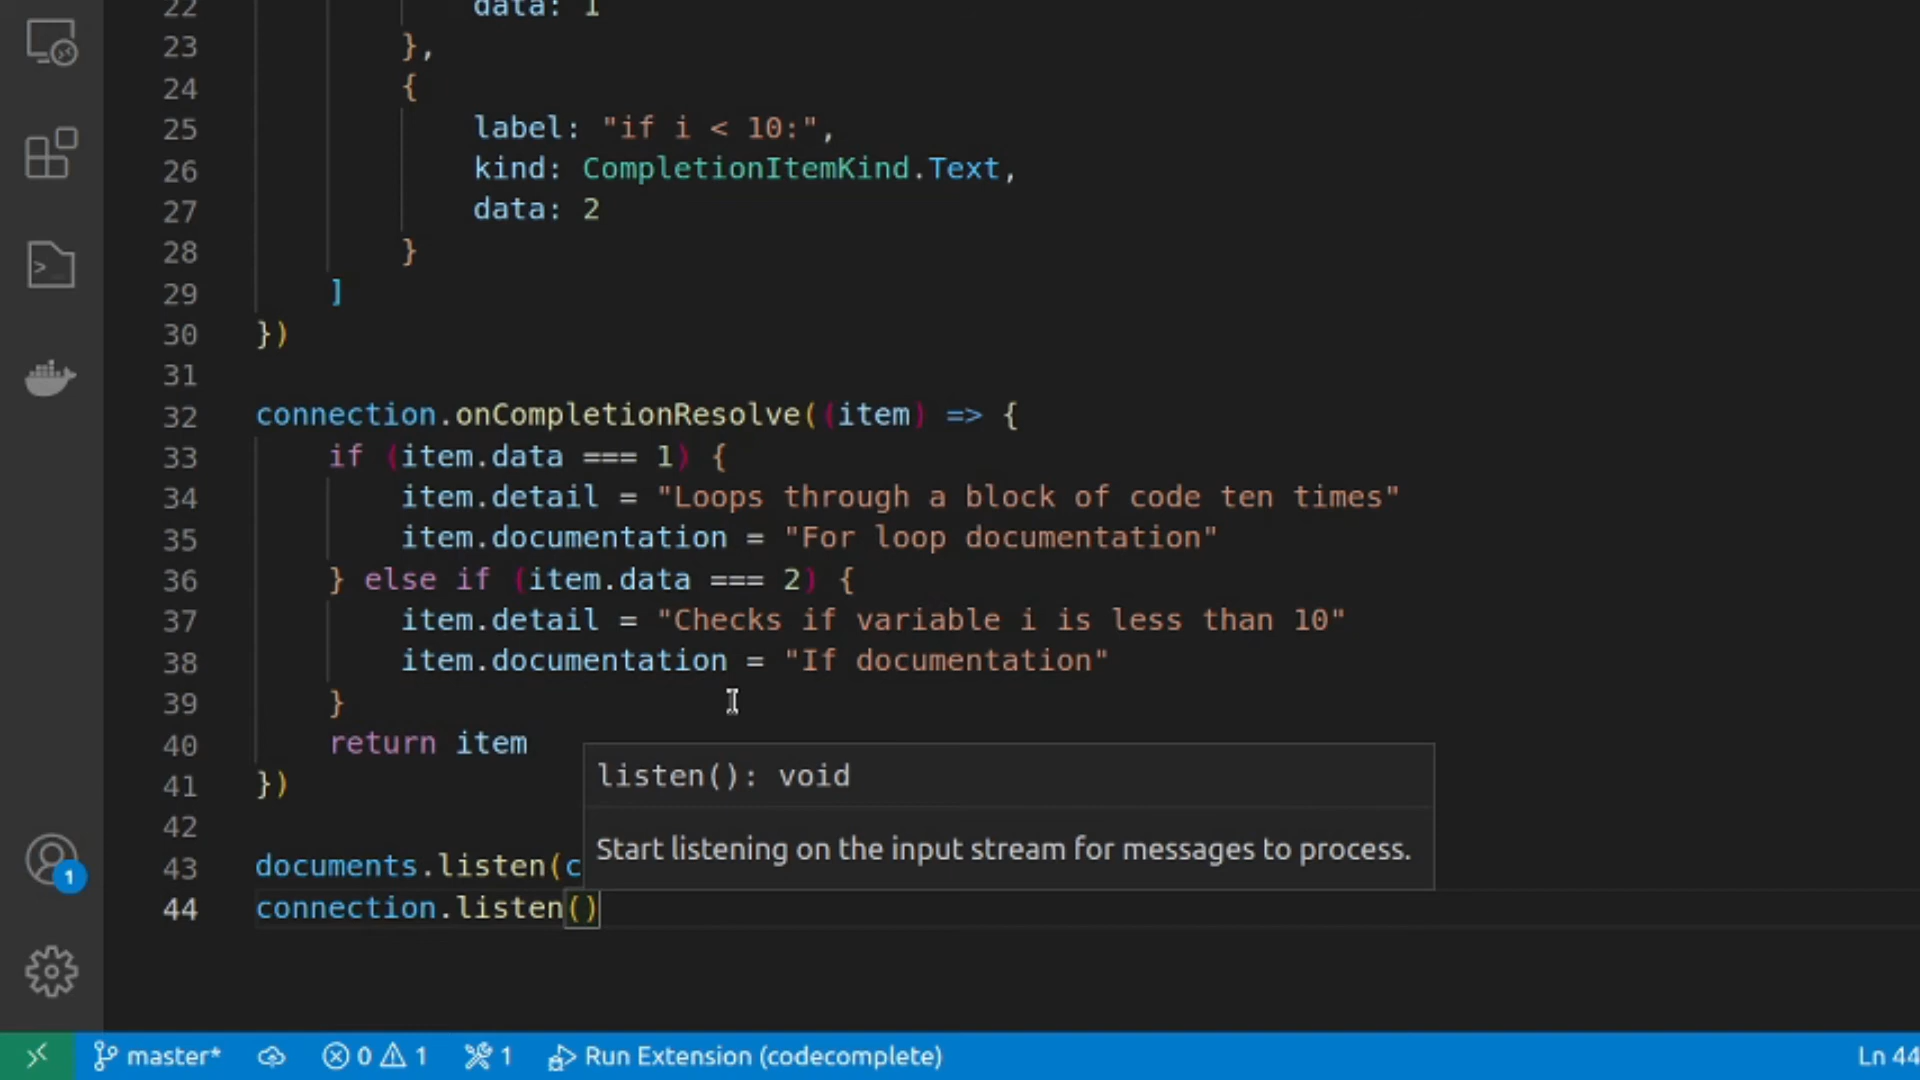 22 data: 1
23 },
24 {
25 label: "if i < 10:",
26 kind: CompletionItemKind.Text,
27 data: 2
28 }
29 ]
30 })
31
32 connection.onCompletionResolve((item) => {
33 if (item.data === 1) {
34 item.detail = "Loops through a block of code ten times"
35 item.documentation = "For loop documentation"
36 } else if (item.data === 2) {
37 item.detail = "Checks if variable i is less than 10"
38 item.documentation = "If documentation"
39 }
40 return item
41 })
listen(): void
42
Start listening on the input stream for messages to process.
43 documents.listen(c
44 connection.listen()
1
master* 0 1 1 Run Extension (codecomplete) Ln 44